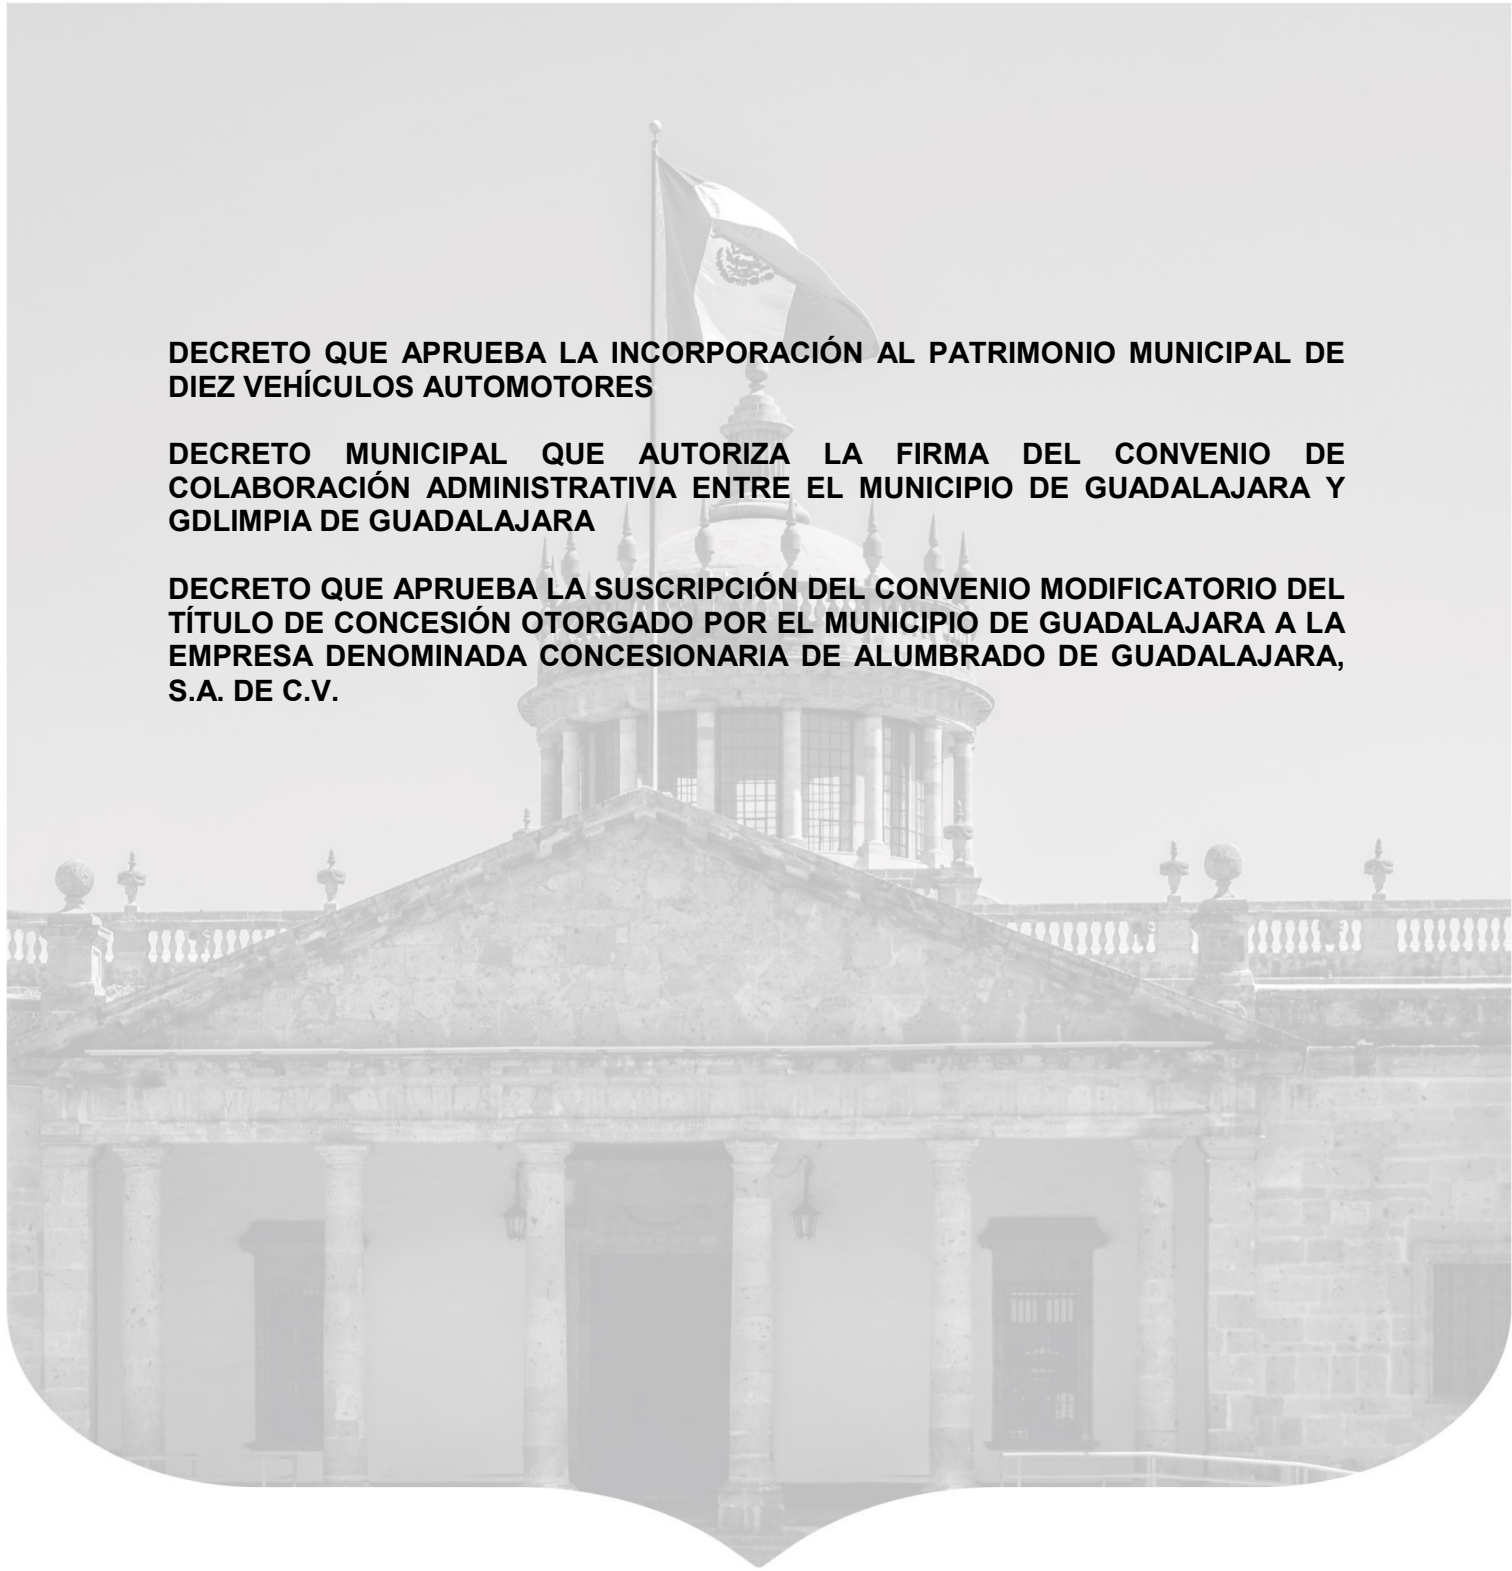 DECRETO QUE APRUEBA LA INCORPORACIÓN AL PATRIMONIO MUNICIPAL DE
DIEZ VEHÍCULOS AUTOMOTORES
DECRETO MUNICIPAL QUE AUTORIZA LA FIRMA DEL CONVENIO DE
COLABORACIÓN ADMINISTRATIVA ENTRE EL MUNICIPIO DE GUADALAJARA Y
GDLIMPIA DE GUADALAJARA
DECRETO QUE APRUEBA LA SUSCRIPCIÓN DEL CONVENIO MODIFICATORIO DEL
TÍTULO DE CONCESIÓN OTORGADO POR EL MUNICIPIO DE GUADALAJARA A LA
EMPRESA DENOMINADA CONCESIONARIA DE ALUMBRADO DE GUADALAJARA,
S.A. DE C.V.